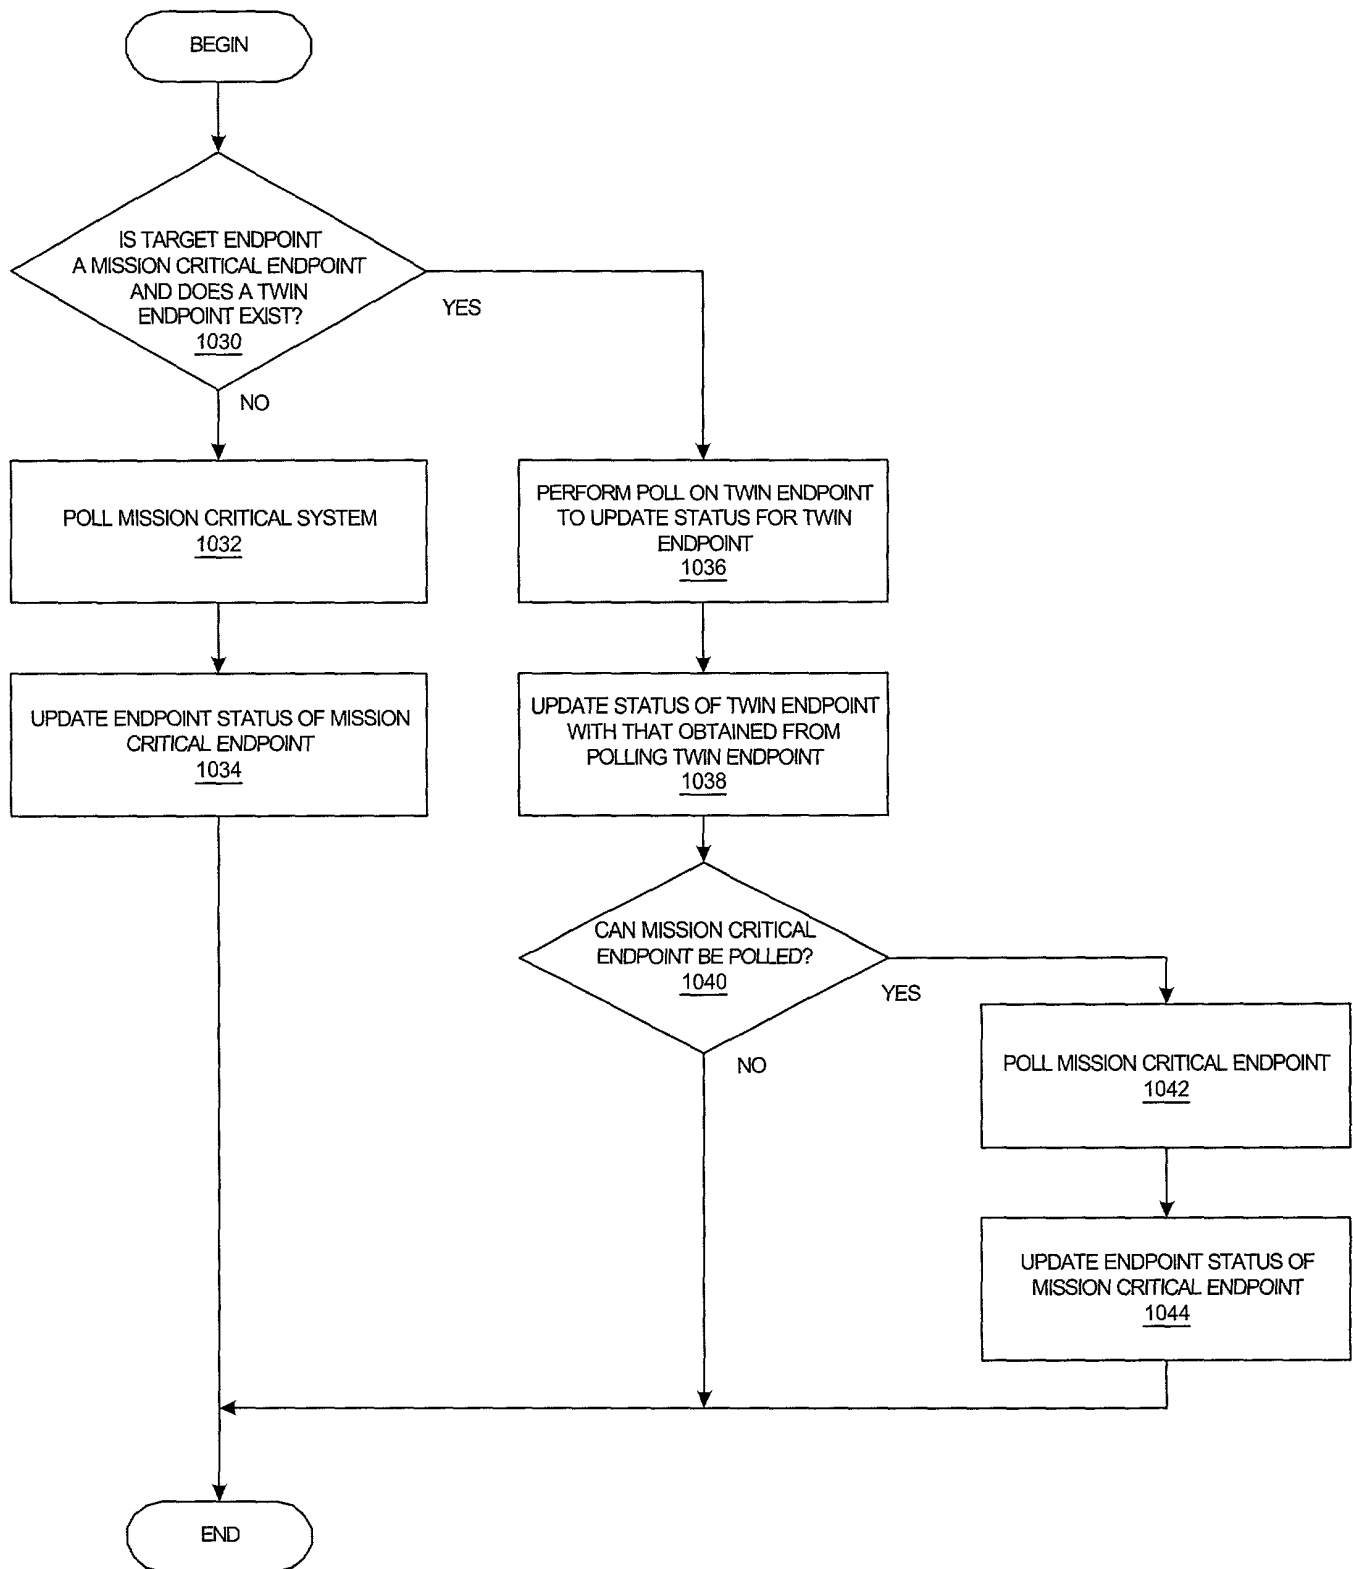 BEGIN
IS TARGET ENDPOINT
A MISSION CRITICAL ENDPOINT
AND DOES A TWIN
ENDPOINT EXIST?
1030
YES
NO
POLL MISSION CRITICAL SYSTEM
1032
PERFORM POLL ON TWIN ENDPOINT
TO UPDATE STATUS FOR TWIN
ENDPOINT
1036
UPDATE ENDPOINT STATUS OF MISSION
CRITICAL ENDPOINT
1034
UPDATE STATUS OF TWIN ENDPOINT
WITH THAT OBTAINED FROM
POLLING TWIN ENDPOINT
1038
CAN MISSION CRITICAL
ENDPOINT BE POLLED?
1040
YES
NO
POLL MISSION CRITICAL ENDPOINT
1042
UPDATE ENDPOINT STATUS OF
MISSION CRITICAL ENDPOINT
1044
END